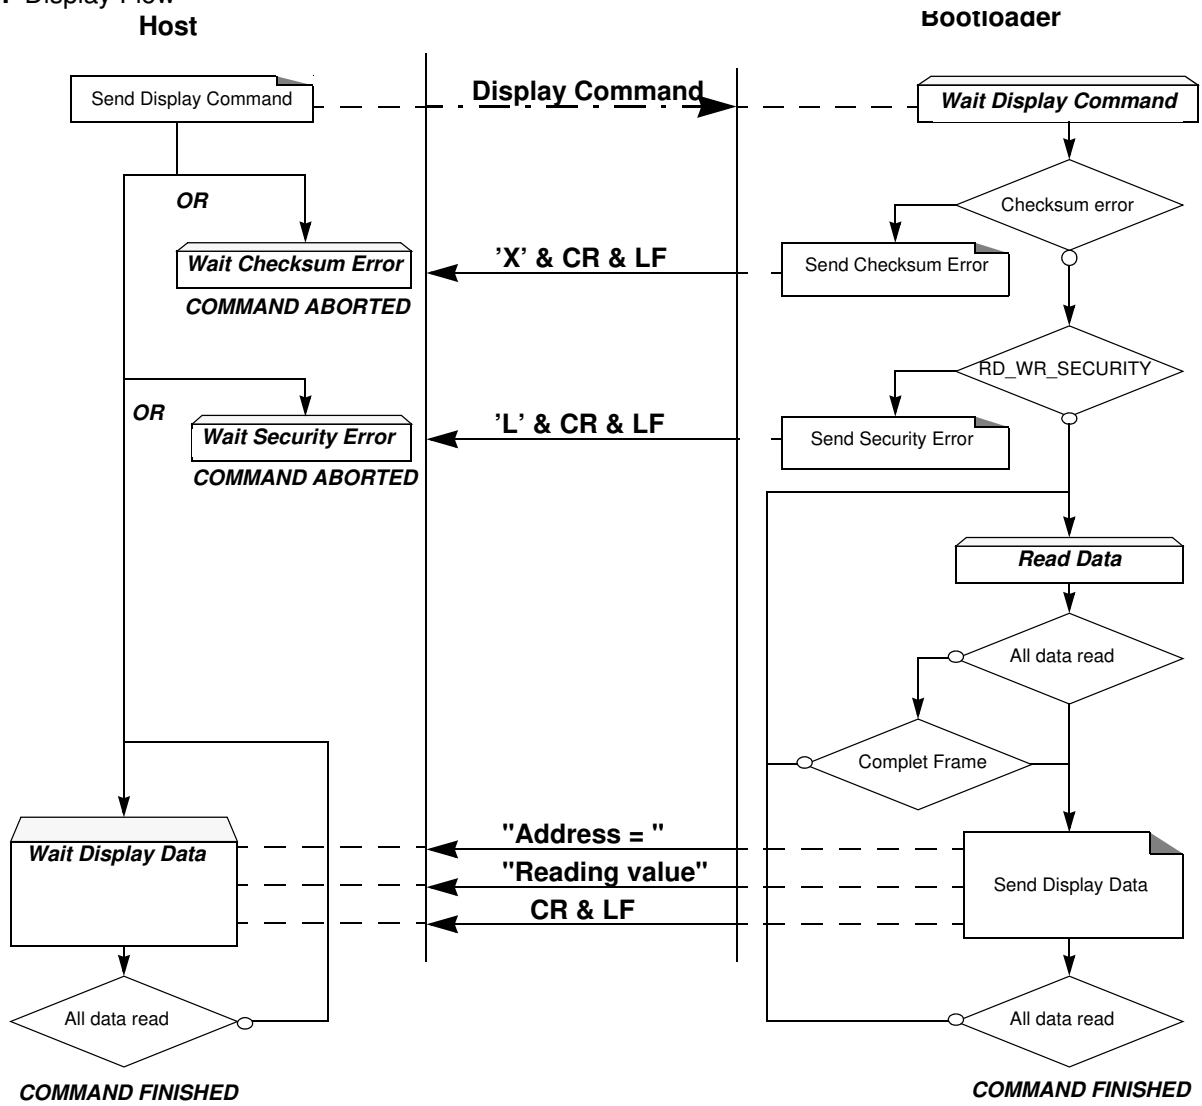 Display Flow
Host
Bootloader
Send Display Command
Display Command
Wait Display Command
OR
Checksum error
Wait Checksum Error
'X' & CR & LF
Send Checksum Error
COMMAND ABORTED
RD_WR_SECURITY
OR
Wait Security Error
'L' & CR & LF
Send Security Error
COMMAND ABORTED
Read Data
All data read
Complet Frame
Wait Display Data
"Address = "
"Reading value"
CR & LF
Send Display Data
All data read
All data read
COMMAND FINISHED
COMMAND FINISHED